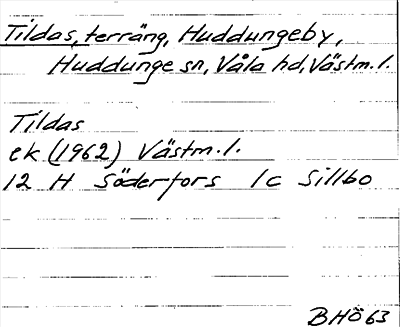 Tildas, terräng, Huddungeby,
Huddunge sn, Våla hd, Västm.l.
Tildas
ek (1962) Västm.l.
12 H Söderfors 1c Sillbo
BHÖ 63